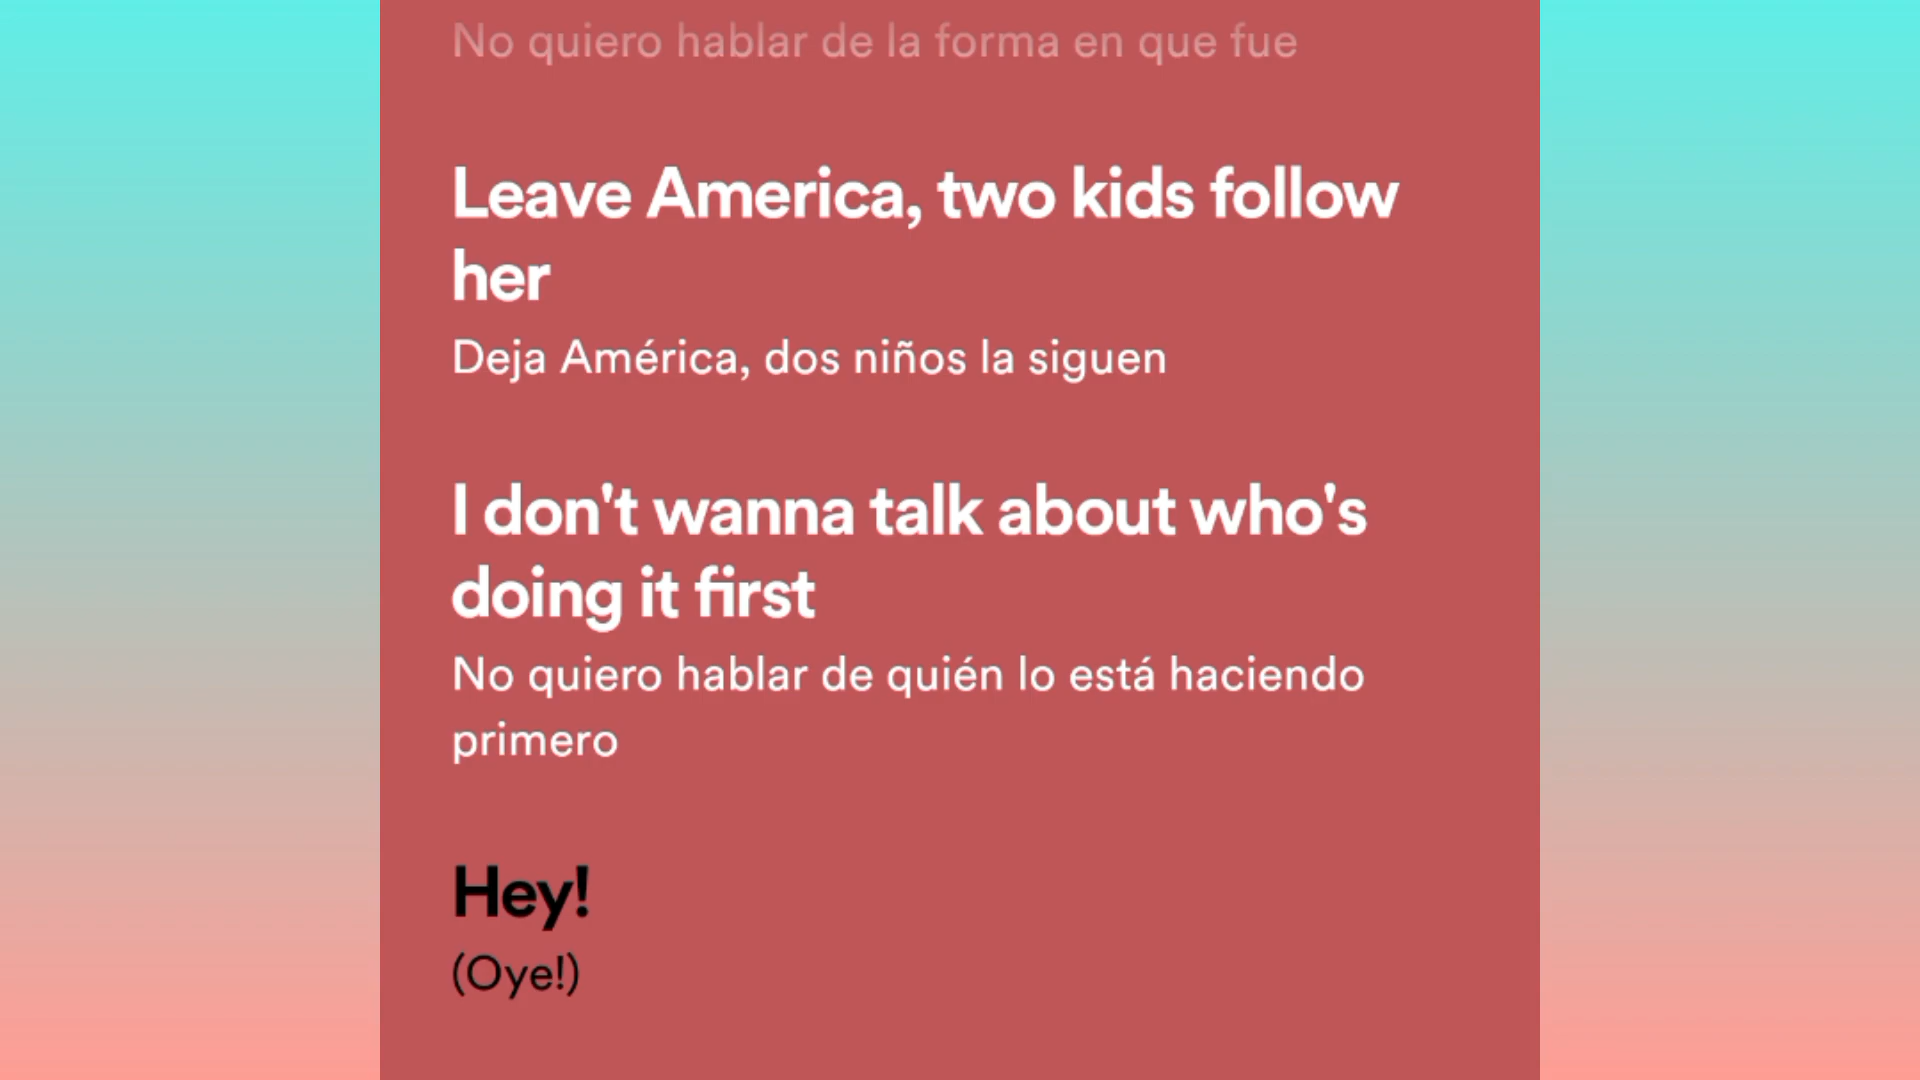 No quiero hablar de la forma en que fue
Leave America, two kids follow
her
Deja América, dos niños la siguen
I don't wanna talk about who's
doing it first
No quiero hablar de quién lo está haciendo
primero
Hey!
(Oye!)